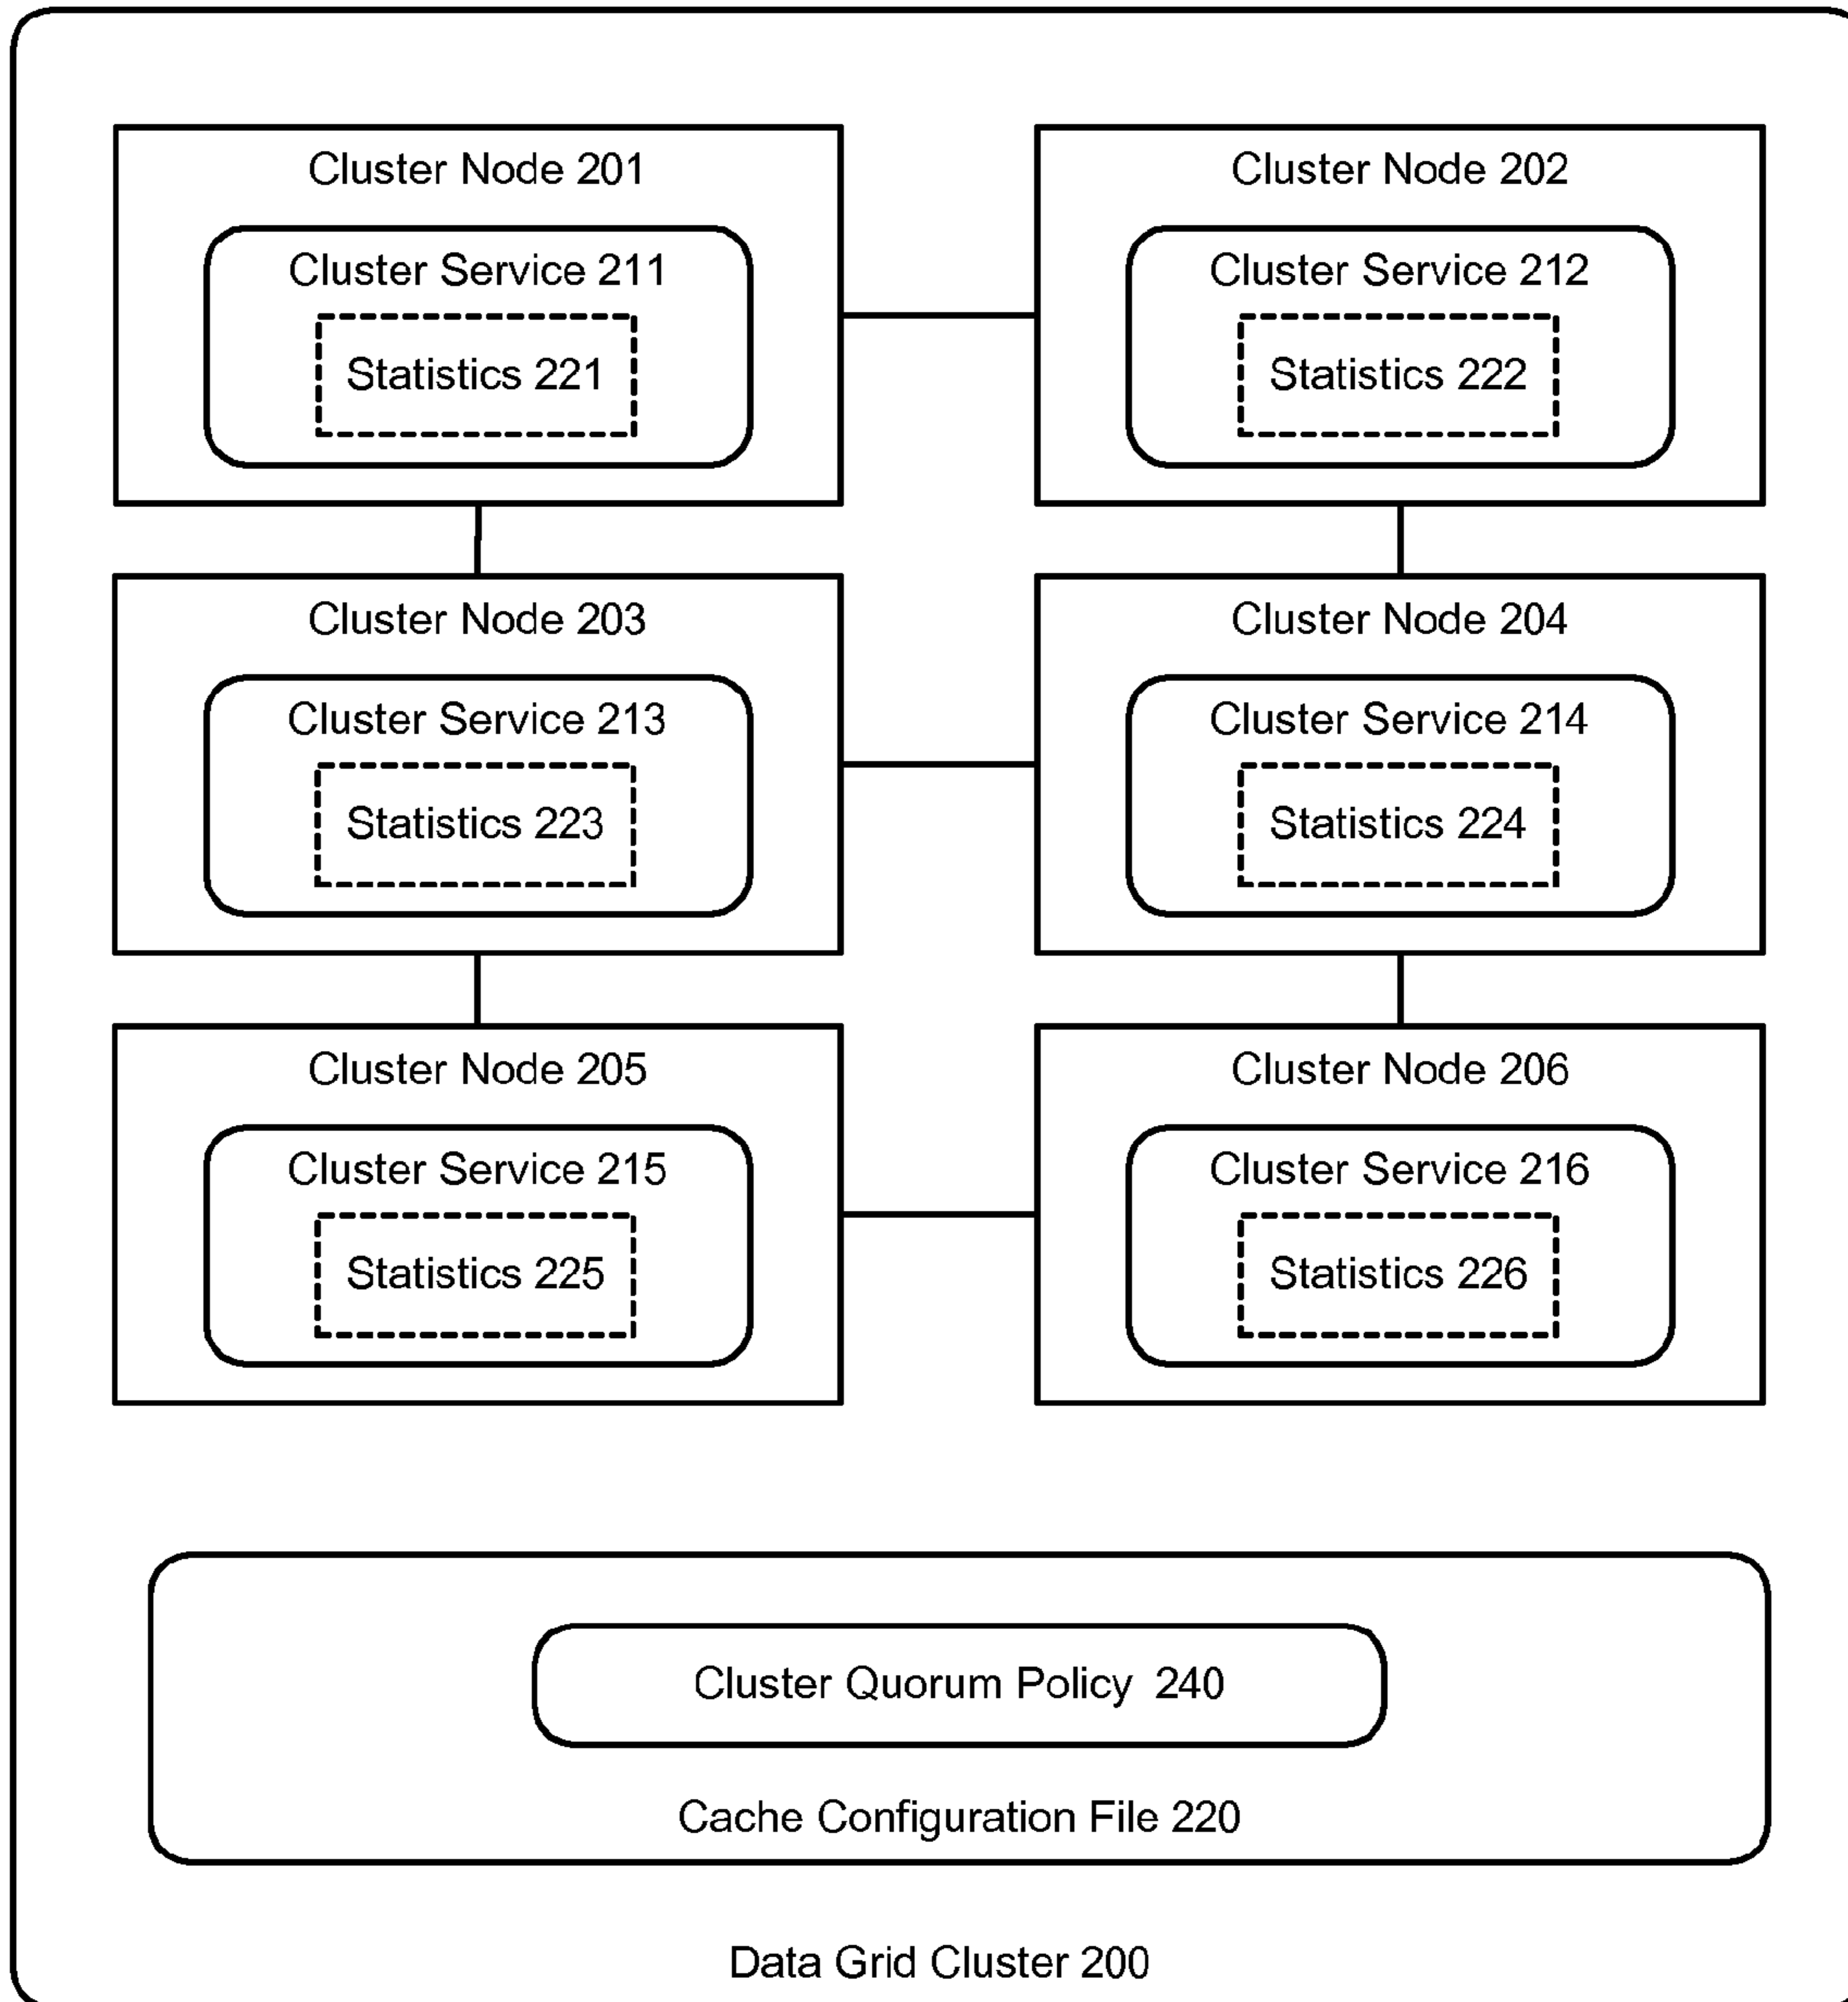 Cluster Node 201
Cluster Service 211
Statistics 221
Cluster Node 202
Cluster Service 212
Statistics 222
Cluster Node 203
Cluster Service 213
Statistics 223
Cluster Node 204
Cluster Service 214
Statistics 224
Cluster Node 205
Cluster Service 215
Statistics 225
Cluster Node 206
Cluster Service 216
Statistics 226
Cluster Quorum Policy 240
Cache Configuration File 220
Data Grid Cluster 200